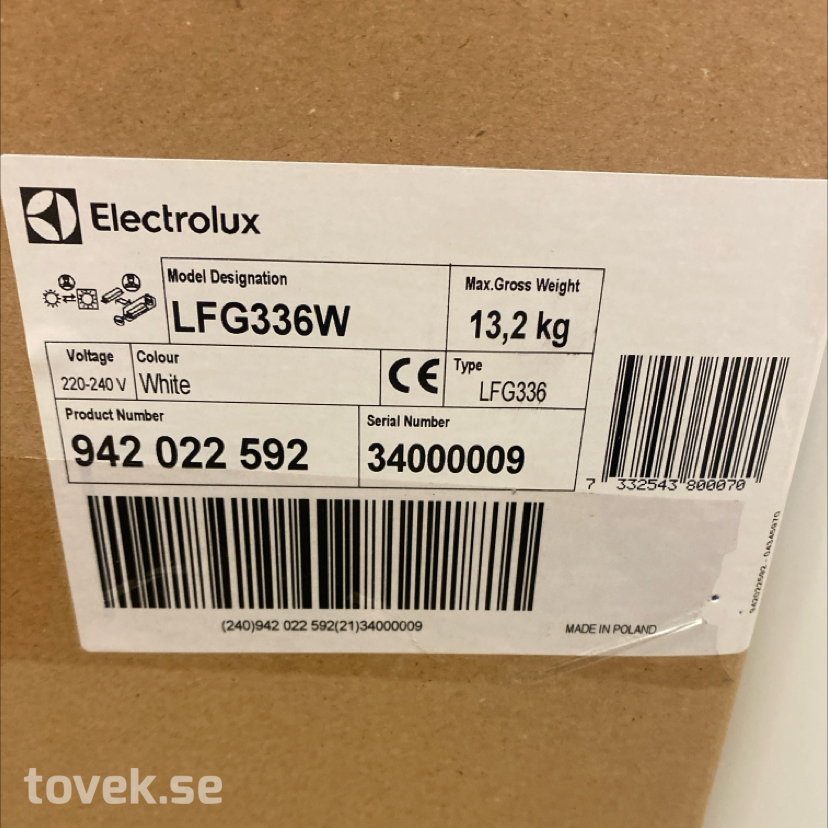 Electrolux
Model Designation
LFG336W
Max.Gross Weight
13,2 kg
Voltage
220-240 V
Colour
White
CE
Type
LFG336
Product Number
942 022 592
Serial Number
34000009
7 332543 800070
(240)942 022 592(21)34000009
MADE IN POLAND
tovek.se